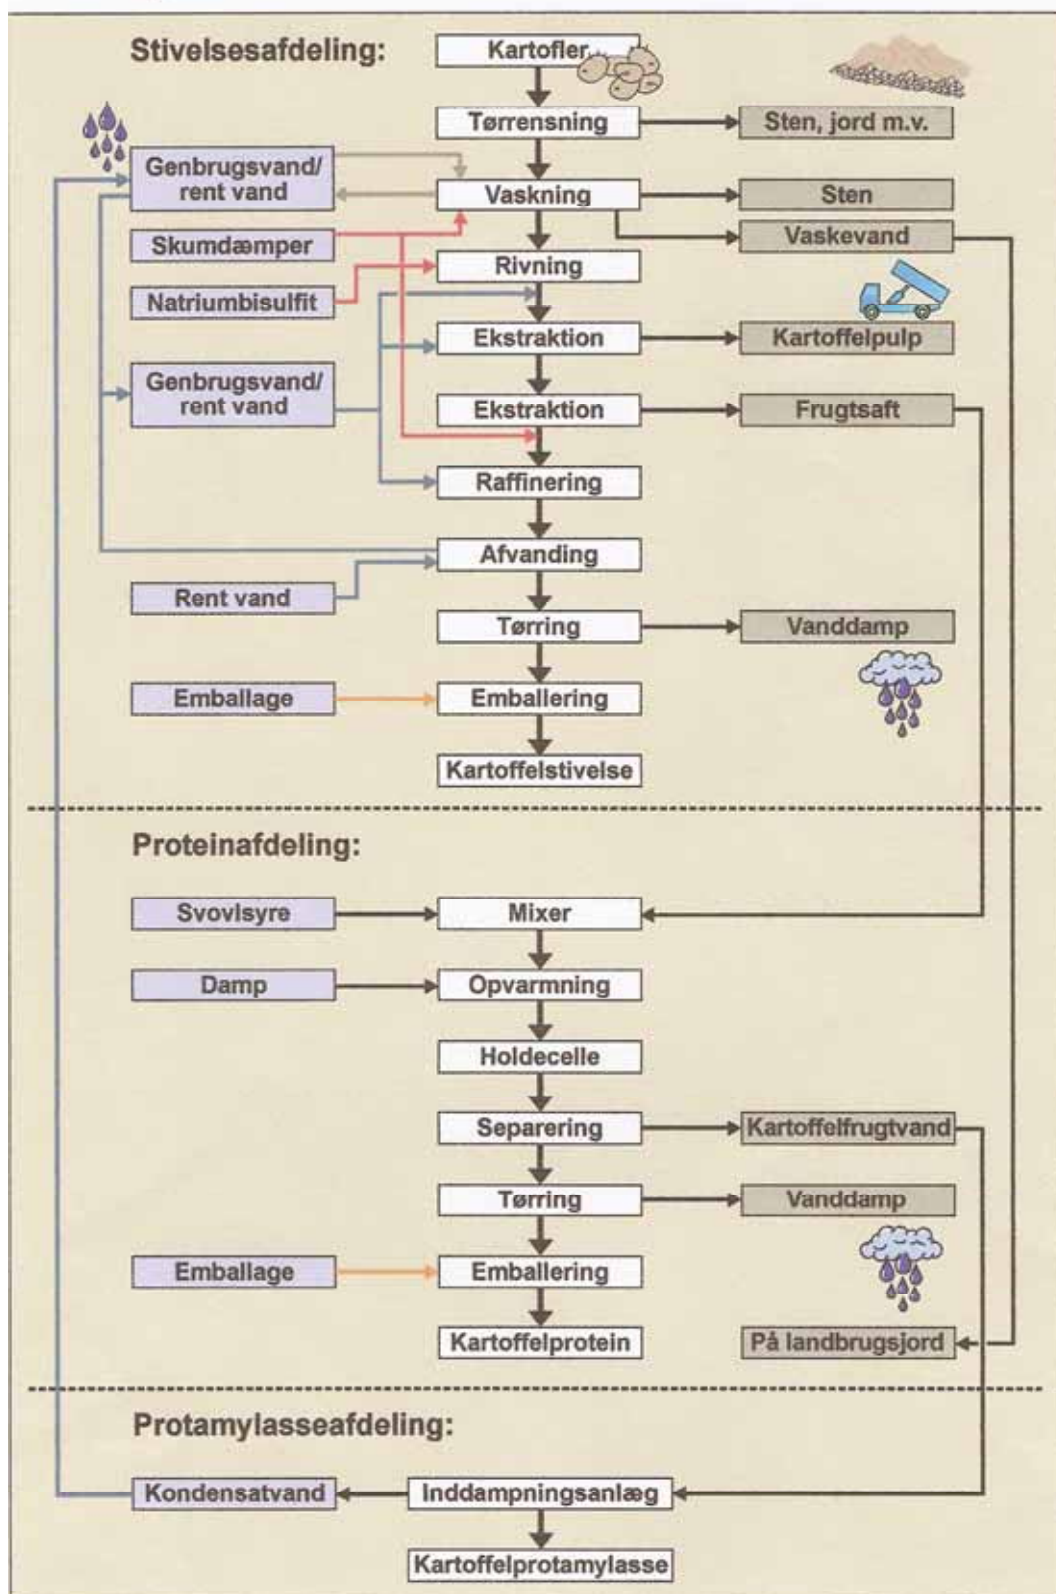 Stivelsesafdeling:
Kartofler
Tørrensning
Sten, jord m.v.
Genbrugsvand/
rent vand
Vaskning
Sten
Vaskevand
Skumdæmper
Rivning
Natriumbisulfit
Ekstraktion
Kartoffelpulp
Genbrugsvand/
rent vand
Ekstraktion
Frugtsaft
Raffinering
Afvanding
Rent vand
Tørring
Vanddamp
Emballage
Emballering
Kartoffelstivelse
Proteinafdeling:
Svovlsyre
Mixer
Damp
Opvarmning
Holdecelle
Separering
Kartoffelfrugtvand
Tørring
Vanddamp
Emballage
Emballering
Kartoffelprotein
På landbrugsjord
Protamylasseafdeling:
Kondensatvand
Inddampningsanlæg
Kartoffelprotamylasse